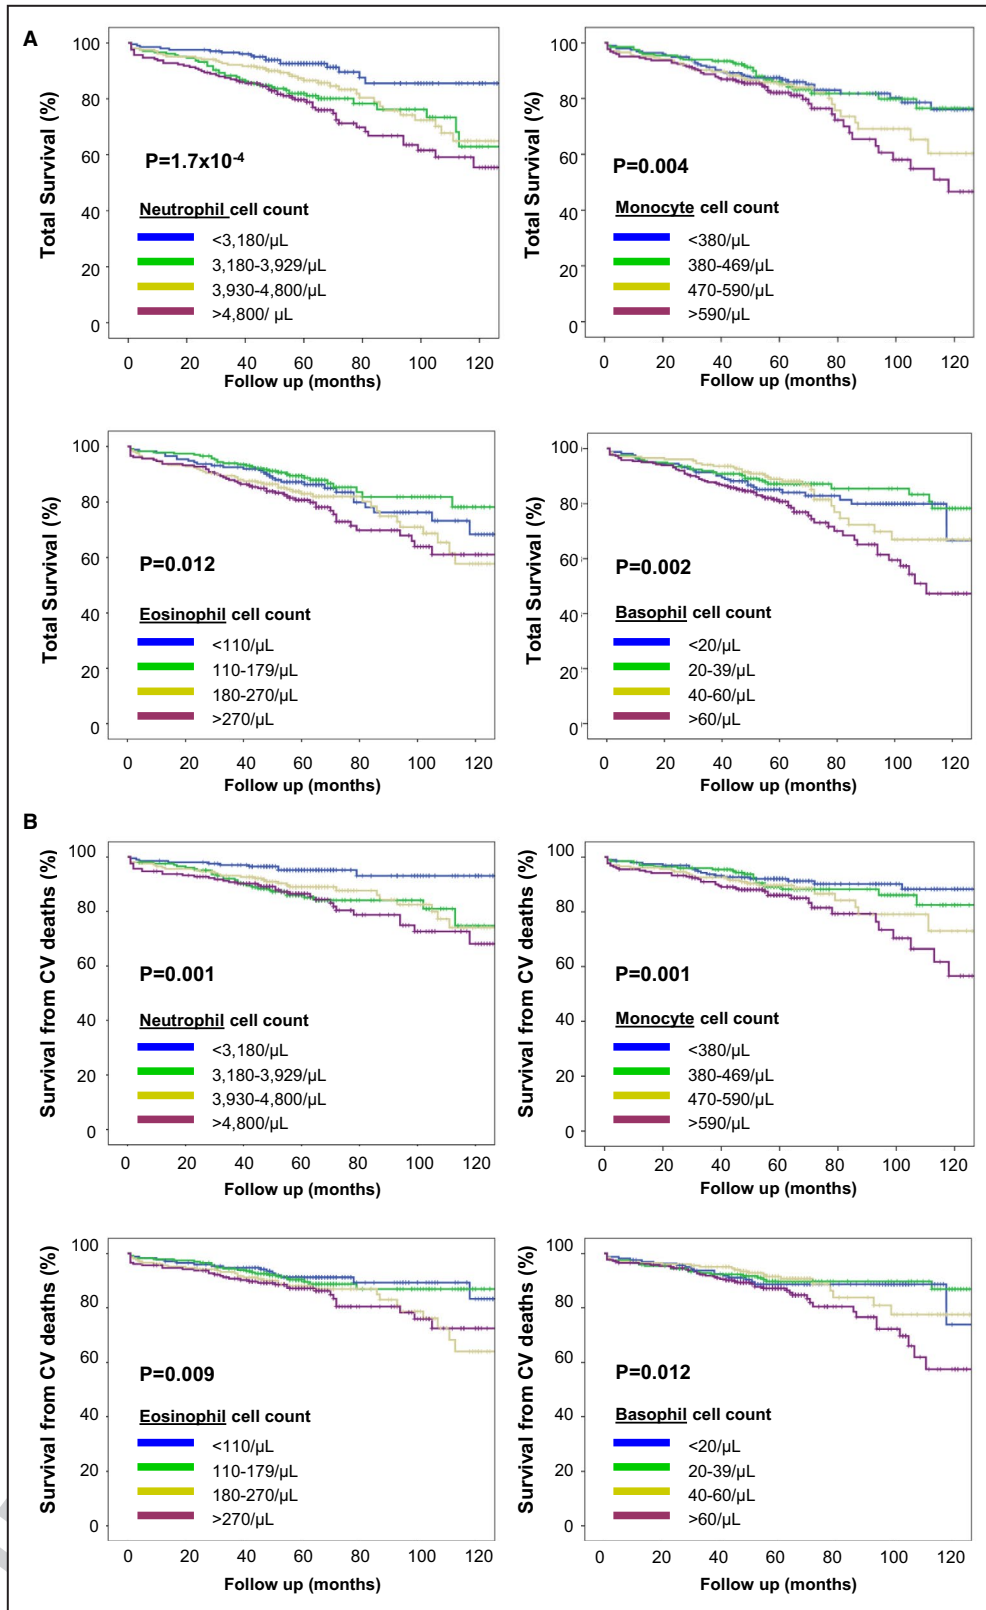 A
Total Survival (%)
100
80
60
40
20
0
P=1.7x10-4
Neutrophil cell count
<3,180/µL
3,180-3,929/µL
3,930-4,800/µL
>4,800/ µL
0 20 40 60 80 100 120
Follow up (months)
Total Survival (%)
100
80
60
40
20
0
P=0.004
Monocyte cell count
<380/µL
380-469/µL
470-590/µL
>590/µL
0 20 40 60 80 100 120
Follow up (months)
Total Survival (%)
100
80
60
40
20
0
P=0.012
Eosinophil cell count
<110/µL
110-179/µL
180-270/µL
>270/µL
0 20 40 60 80 100 120
Follow up (months)
Total Survival (%)
100
80
60
40
20
0
P=0.002
Basophil cell count
<20/µL
20-39/µL
40-60/µL
>60/µL
0 20 40 60 80 100 120
Follow up (months)
B
Survival from CV deaths (%)
100
80
60
40
20
0
P=0.001
Neutrophil cell count
<3,180/µL
3,180-3,929/µL
3,930-4,800/µL
>4,800/µL
0 20 40 60 80 100 120
Follow up (months)
Survival from CV deaths (%)
100
80
60
40
20
0
P=0.001
Monocyte cell count
<380/µL
380-469/µL
470-590/µL
>590/µL
0 20 40 60 80 100 120
Follow up (months)
Survival from CV deaths (%)
100
80
60
40
20
0
P=0.009
Eosinophil cell count
<110/µL
110-179/µL
180-270/µL
>270/µL
0 20 40 60 80 100 120
Follow up (months)
Survival from CV deaths (%)
100
80
60
40
20
0
P=0.012
Basophil cell count
<20/µL
20-39/µL
40-60/µL
>60/µL
0 20 40 60 80 100 120
Follow up (months)